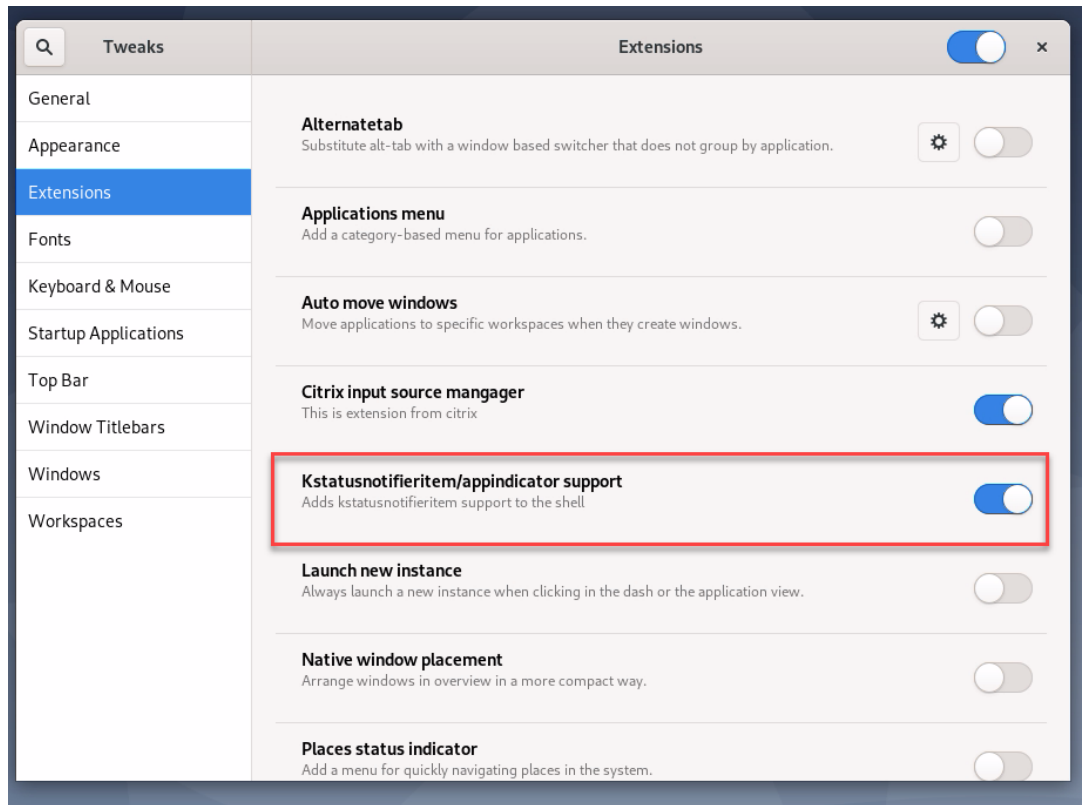 Tweaks
Extensions
General
Appearance
Extensions
Fonts
Keyboard & Mouse
Startup Applications
Top Bar
Window Titlebars
Windows
Workspaces
Alternatetab
Substitute alt-tab with a window based switcher that does not group by application.
Applications menu
Add a category-based menu for applications.
Auto move windows
Move applications to specific workspaces when they create windows.
Citrix input source mangager
This is extension from citrix
Kstatusnotifieritem/appindicator support
Adds kstatusnotifieritem support to the shell
Launch new instance
Always launch a new instance when clicking in the dash or the application view.
Native window placement
Arrange windows in overview in a more compact way.
Places status indicator
Add a menu for quickly navigating places in the system.